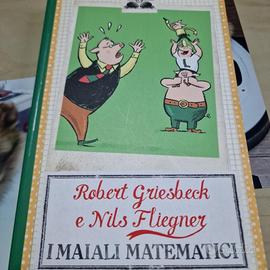 L
Robert Griesbeck
e Nils Fliegner
I MAIALI MATEMATICI